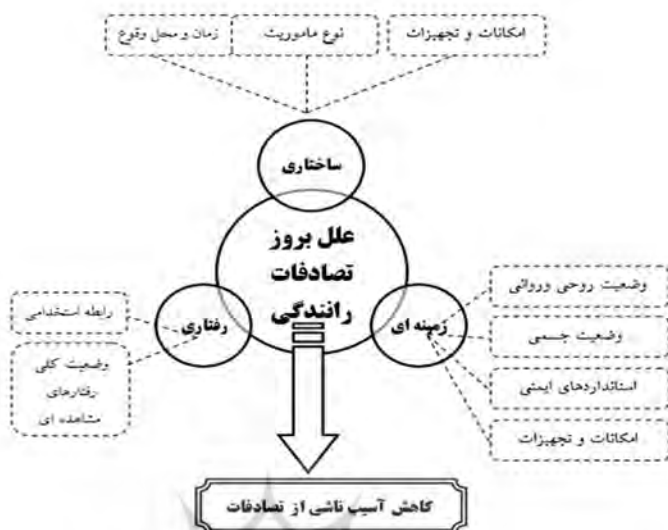 امکانات و تجهیزات
نوع ماموریت
زمان و محل وقوع
ساختاری
علل بروز
تصادفات
رانندگی
زمینه ای
رفتاری
وضعیت روحی وروانی
وضعیت جسمی
استانداردهای ایمنی
امکانات و تجهیزات
رابطه استخدامی
وضعیت کلی
رفتارهای
مشاهده ای
کاهش آسیب ناشی از تصادفات